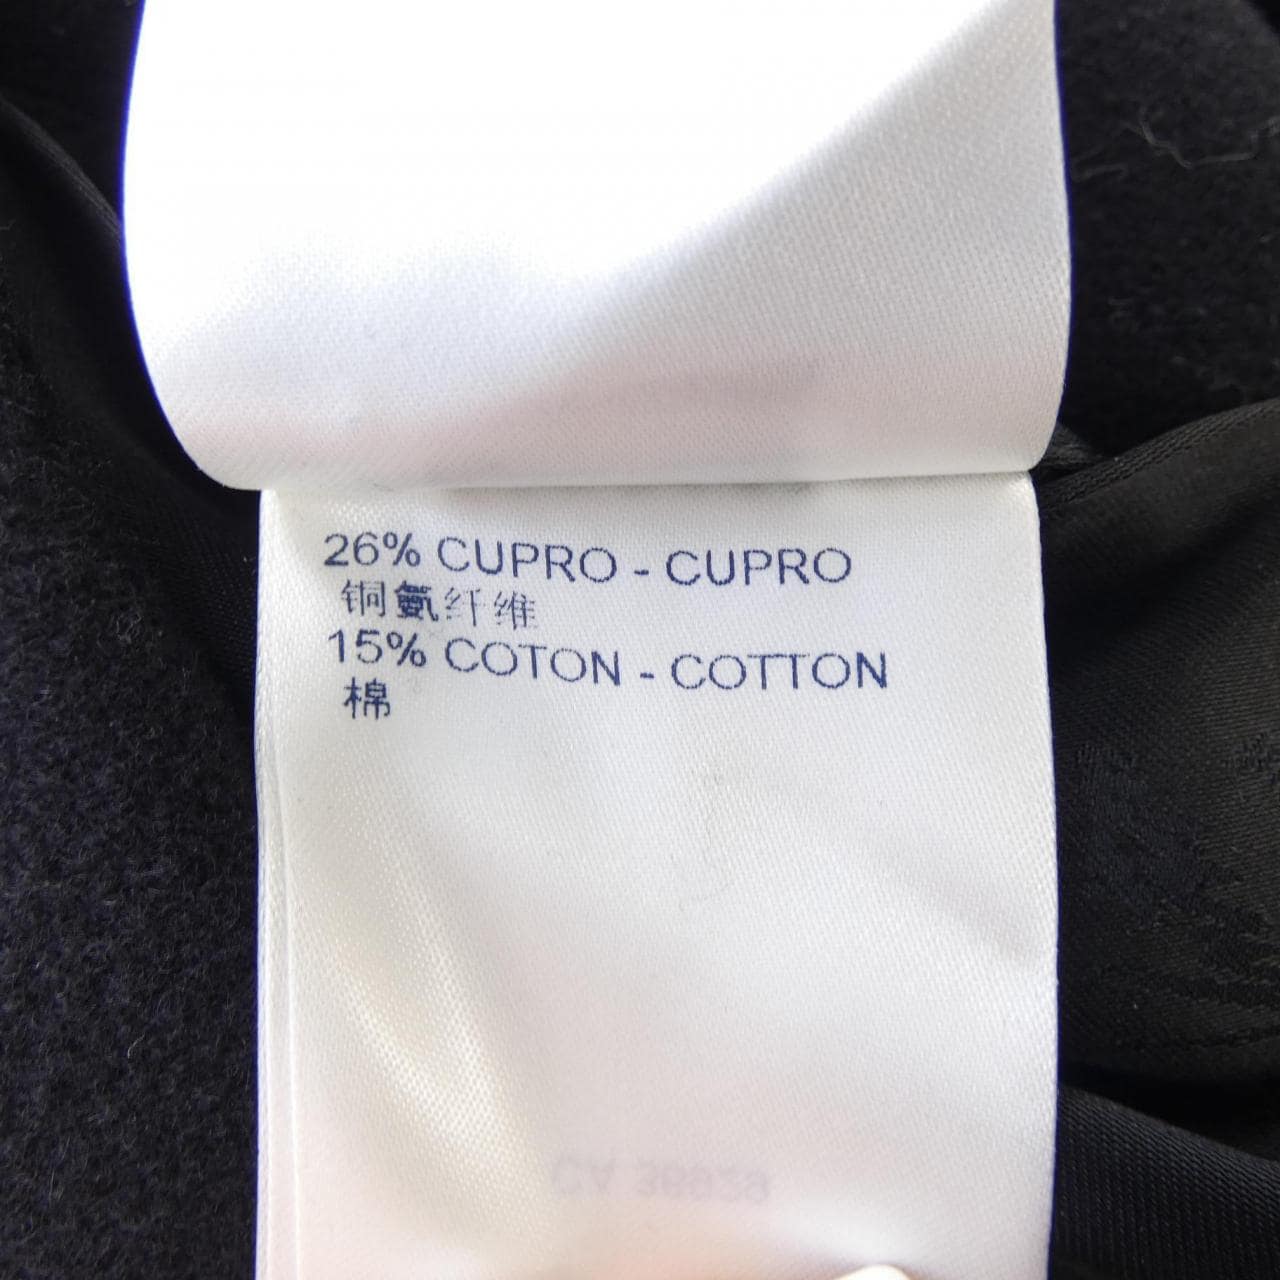 26% CUPRO - CUPRO
铜氨纤维
15% COTON - COTTON
棉